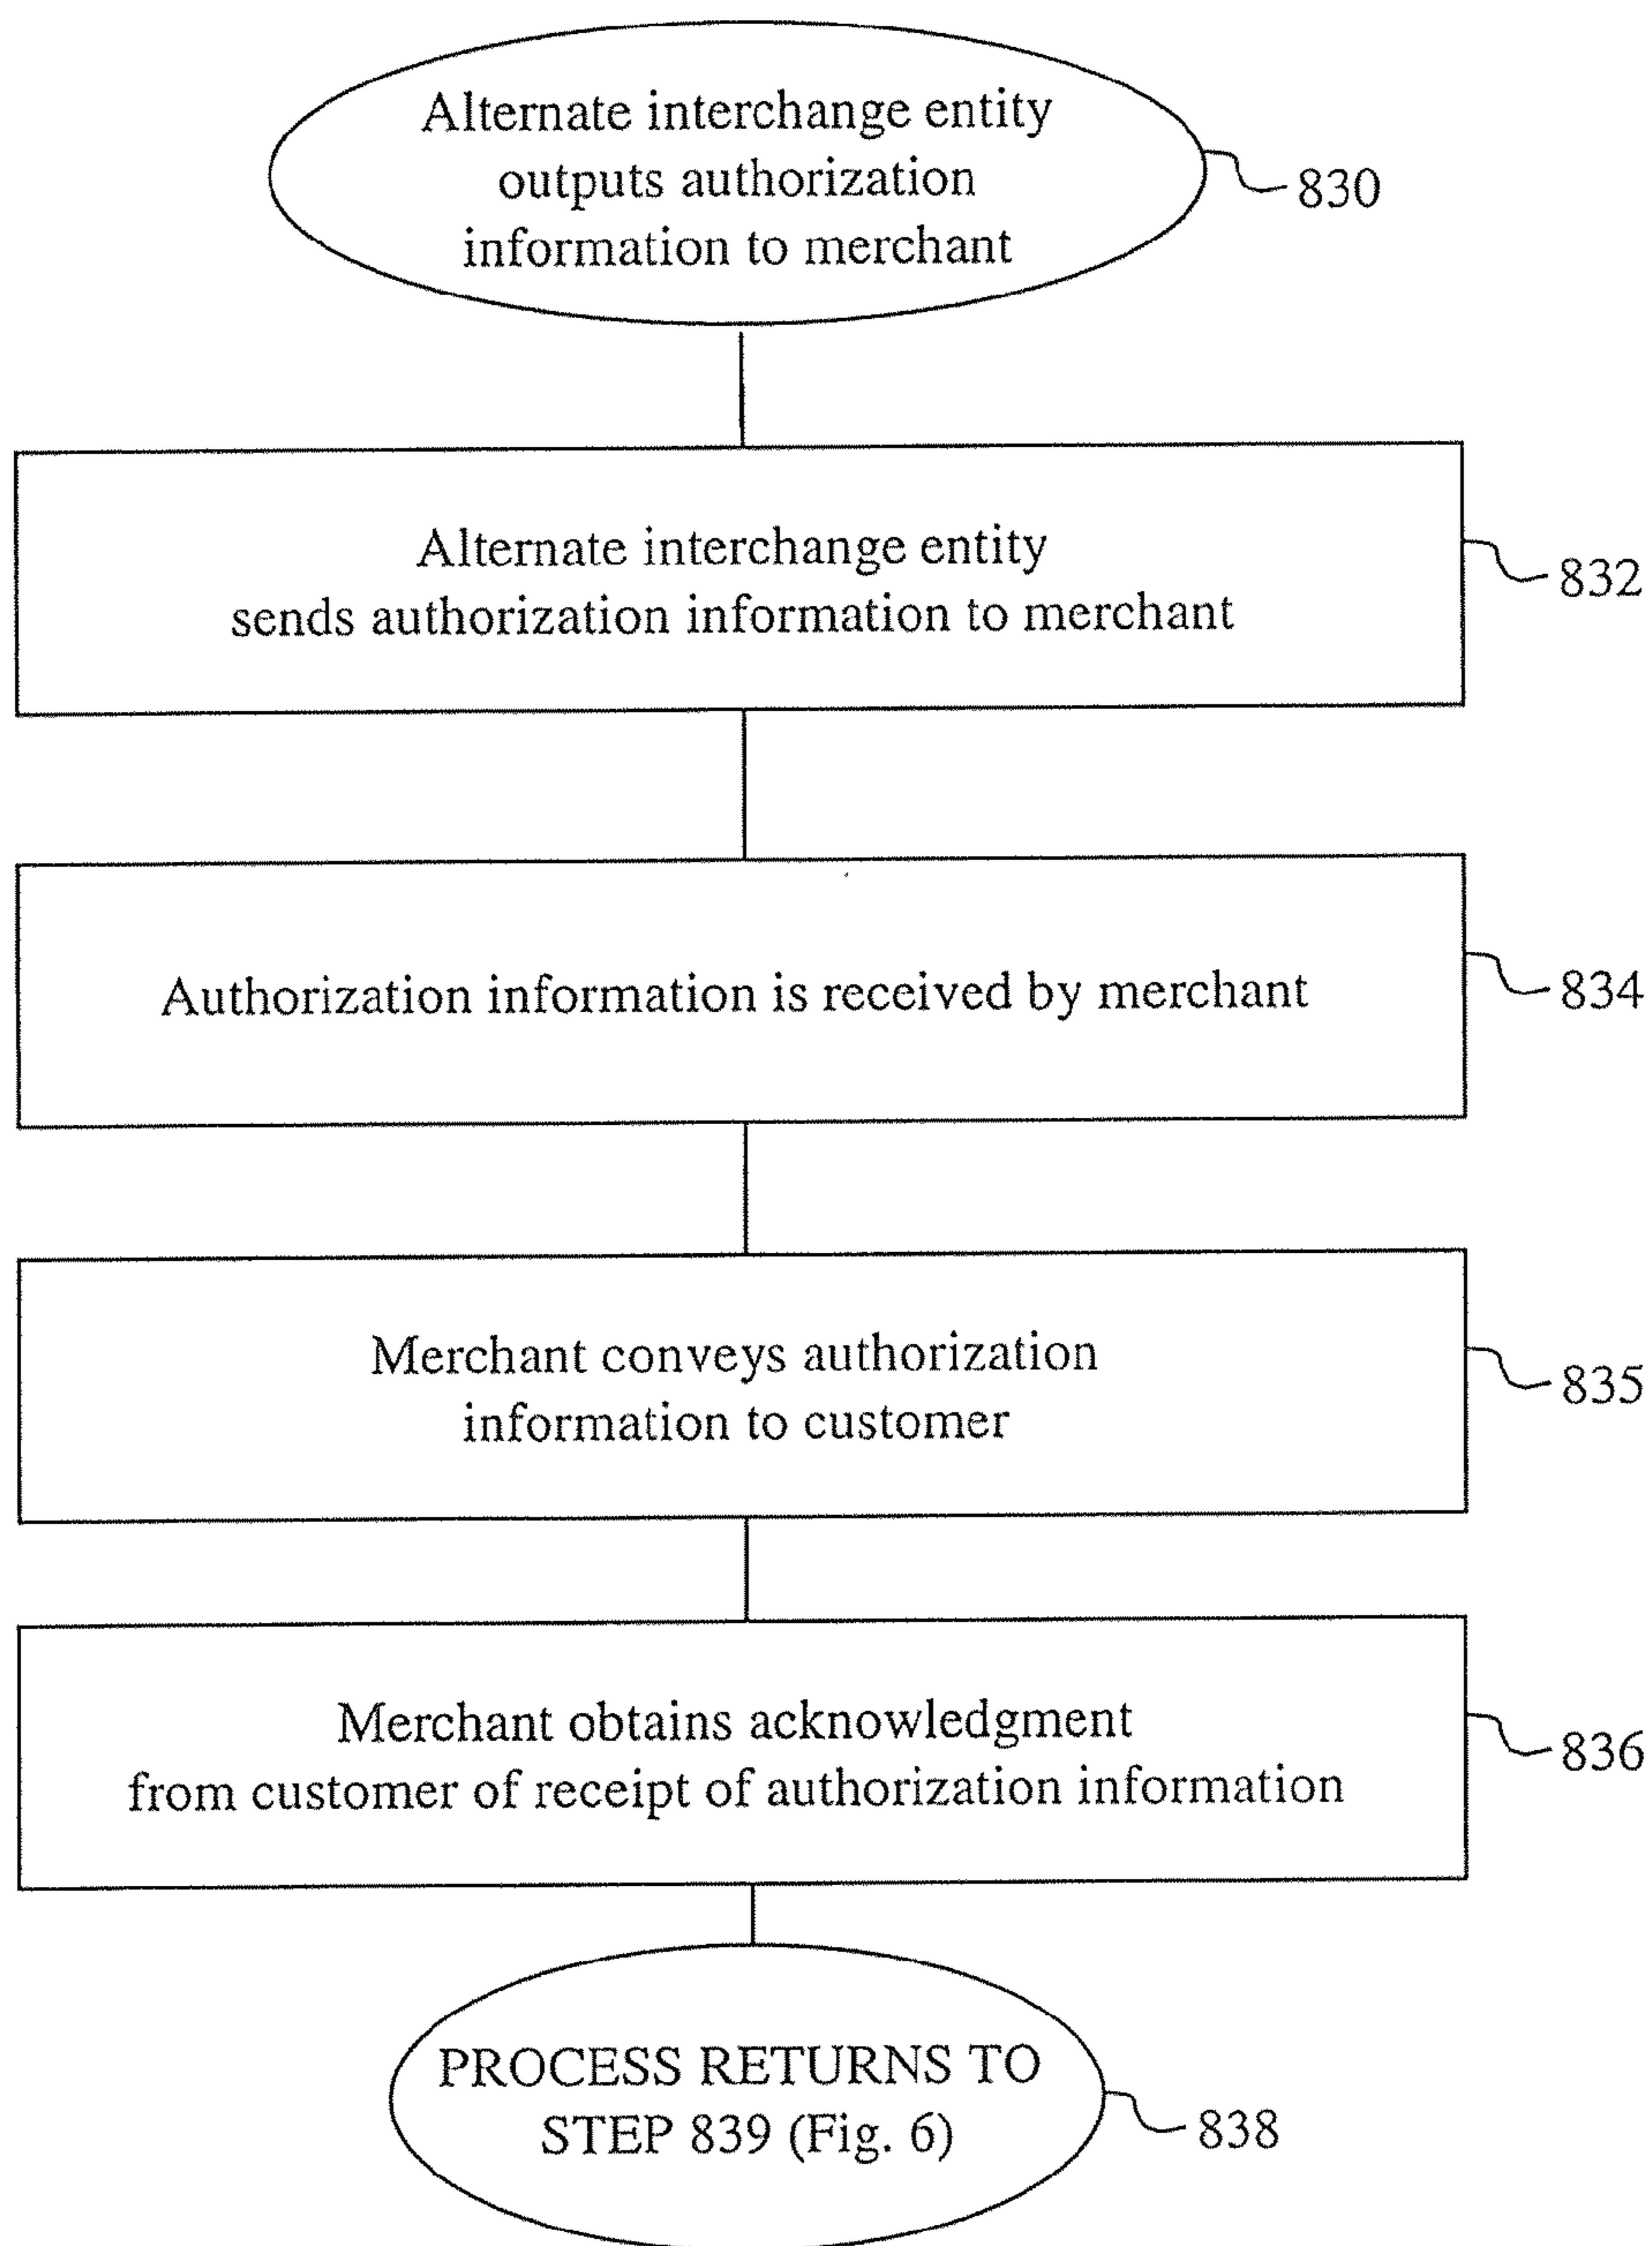 Alternate interchange entity
outputs authorization
information to merchant
830
Alternate interchange entity
sends authorization information to merchant
832
Authorization information is received by merchant
834
Merchant conveys authorization
information to customer
835
Merchant obtains acknowledgment
from customer of receipt of authorization information
836
PROCESS RETURNS TO
STEP 839 (Fig. 6)
838